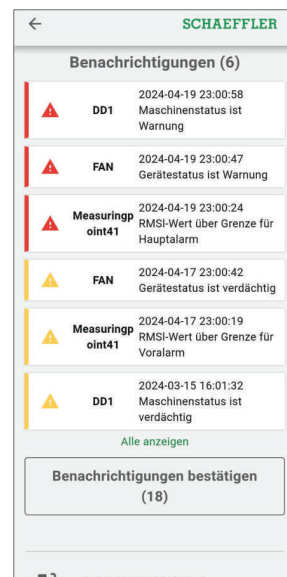 SCHAEFFLER
Benachrichtigungen (6)
DD1
2024-04-19 23:00:58
Maschinenstatus ist
Warnung
FAN
2024-04-19 23:00:47
Gerätestatus ist Warnung
Measuringp
oint41
2024-04-19 23:00:24
RMSI-Wert über Grenze für
Hauptalarm
FAN
2024-04-17 23:00:42
Gerätestatus ist verdächtig
Measuringp
oint41
2024-04-17 23:00:19
RMSI-Wert über Grenze für
Voralarm
DD1
2024-03-15 16:01:32
Maschinenstatus ist
verdächtig
Alle anzeigen
Benachrichtigungen bestätigen
(18)